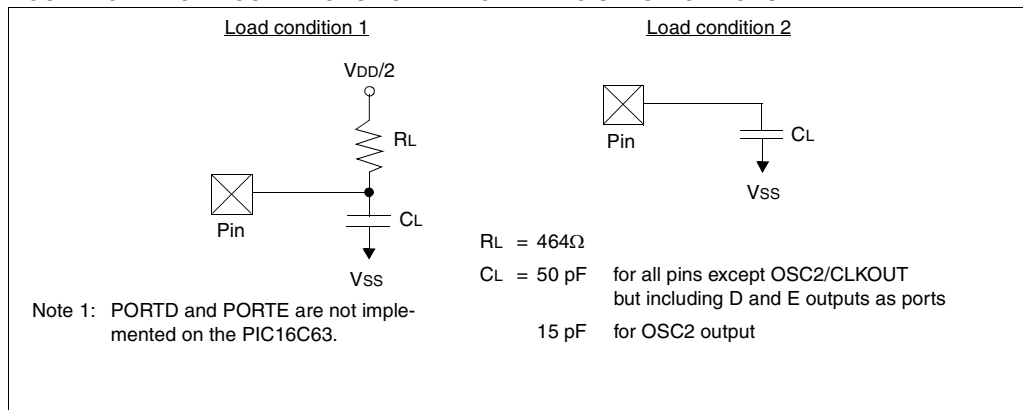 Load condition 1
VDD/2
RL
Pin
CL
VSS
Note 1: PORTD and PORTE are not imple-
mented on the PIC16C63.
Load condition 2
Pin
CL
VSS
RL = 464Ω
CL = 50 pF for all pins except OSC2/CLKOUT
but including D and E outputs as ports
15 pF for OSC2 output